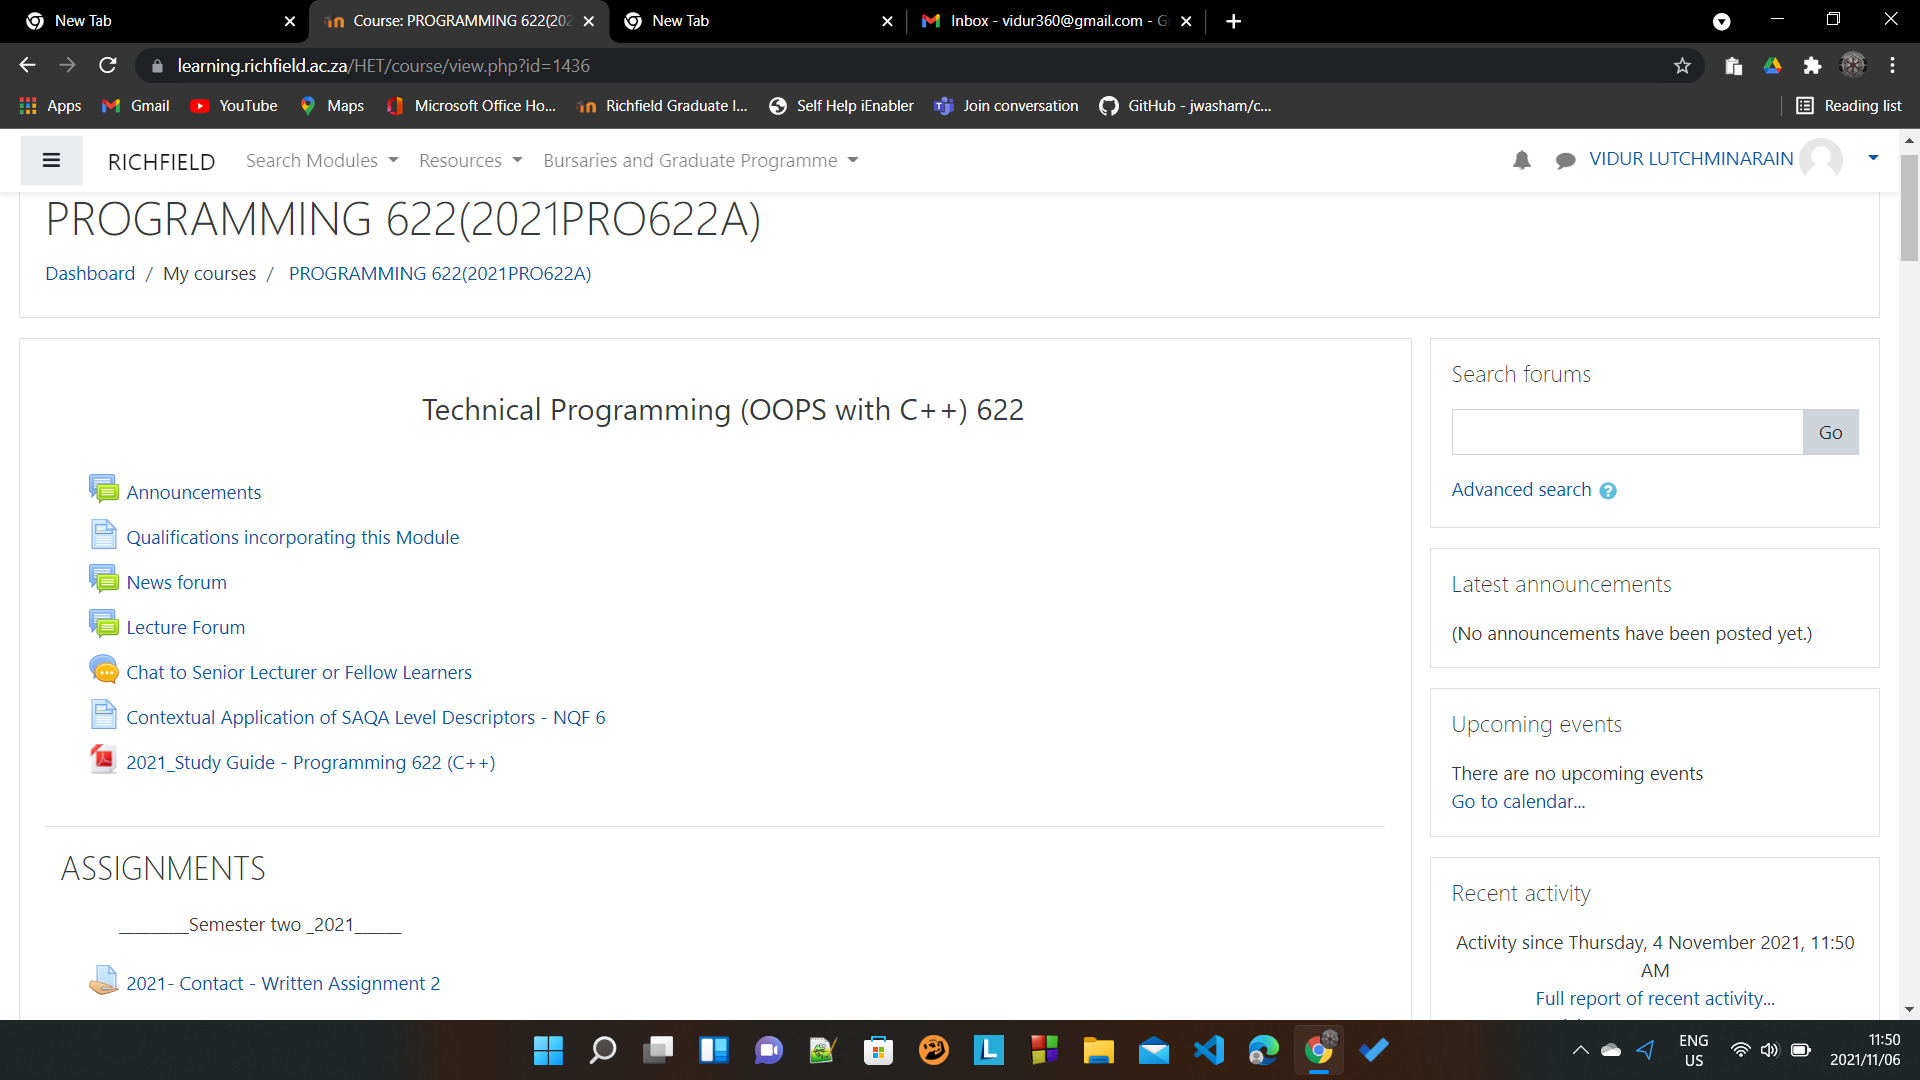 New Tab
Course: PROGRAMMING 622(202
New Tab
Inbox - vidur360@gmail.com - G
learning.richfield.ac.za/HET/course/view.php?id=1436
Apps
Gmail
YouTube
Maps
Microsoft Office Ho...
Richfield Graduate I...
Self Help iEnabler
Join conversation
GitHub - jwasham/c...
Reading list
RICHFIELD
Search Modules
Resources
Bursaries and Graduate Programme
VIDUR LUTCHMINARAIN
PROGRAMMING 622(2021PRO622A)
Dashboard / My courses / PROGRAMMING 622(2021PRO622A)
Technical Programming (OOPS with C++) 622
Announcements
Qualifications incorporating this Module
News forum
Lecture Forum
Chat to Senior Lecturer or Fellow Learners
Contextual Application of SAQA Level Descriptors - NQF 6
2021_Study Guide - Programming 622 (C++)
ASSIGNMENTS
________Semester two _2021______
2021- Contact - Written Assignment 2
Search forums
Go
Advanced search
Latest announcements
(No announcements have been posted yet.)
Upcoming events
There are no upcoming events
Go to calendar...
Recent activity
Activity since Thursday, 4 November 2021, 11:50
AM
Full report of recent activity...
ENG
US
11:50
2021/11/06